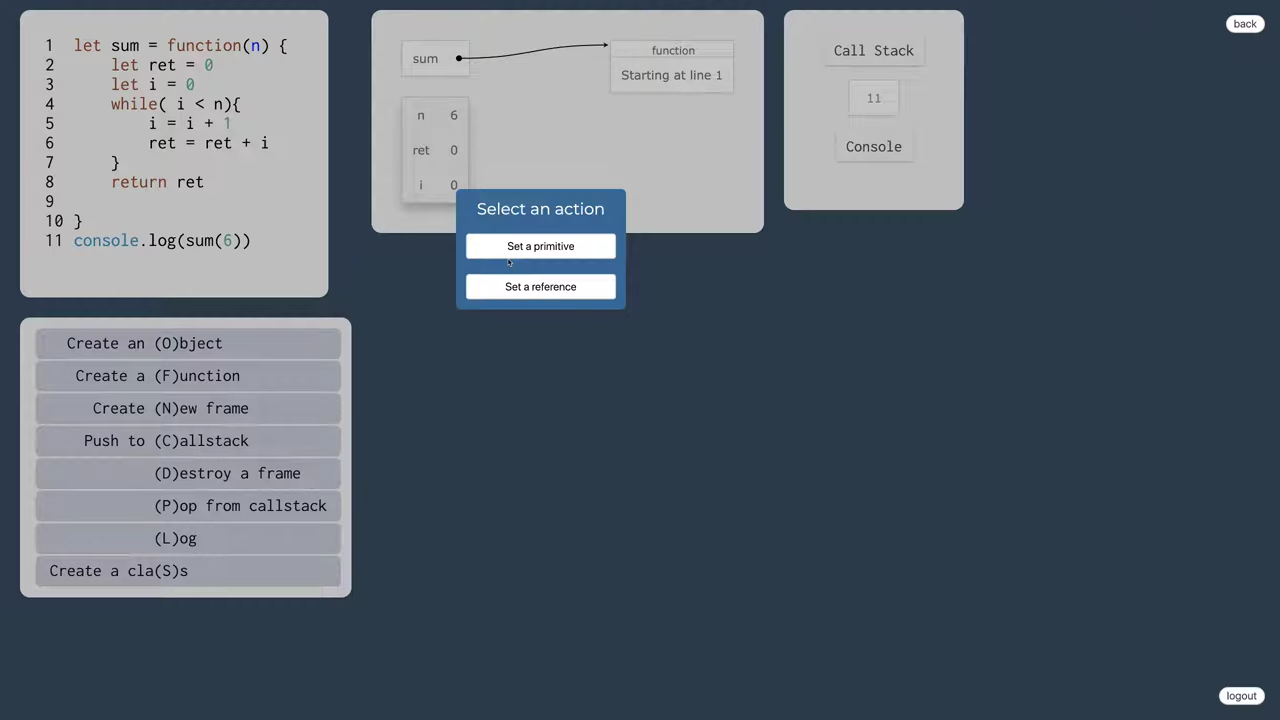 1 let sum = function(n) {
2 let ret = 0
3 let i = 0
4 while( i < n){
5 i = i + 1
6 ret = ret + i
7 }
8 return ret
9
10 }
11 console.log(sum(6))
sum
function
Starting at line 1
n 6
ret 0
i 0
Select an action
Set a primitive
Set a reference
Call Stack
11
Console
back
Create an (O)bject
Create a (F)unction
Create (N)ew frame
Push to (C)allstack
(D)estroy a frame
(P)op from callstack
(L)og
Create a cla(S)s
logout